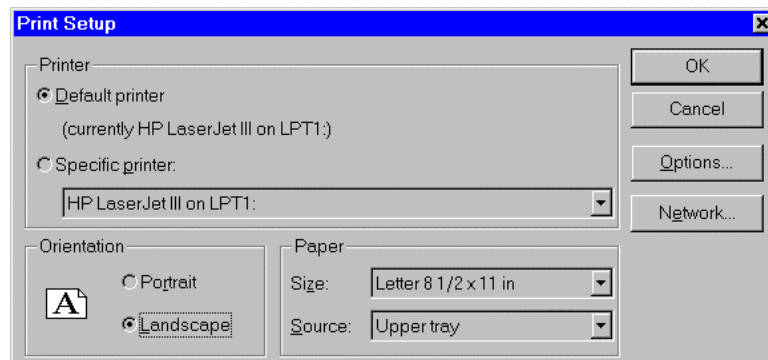 Print Setup
Printer
Default printer
(currently HP LaserJet III on LPT1:)
Specific printer:
HP LaserJet III on LPT1:
OK
Cancel
Options...
Network...
Orientation
A
Portrait
Landscape
Paper
Size: Letter 8 1/2 x 11 in
Source: Upper tray